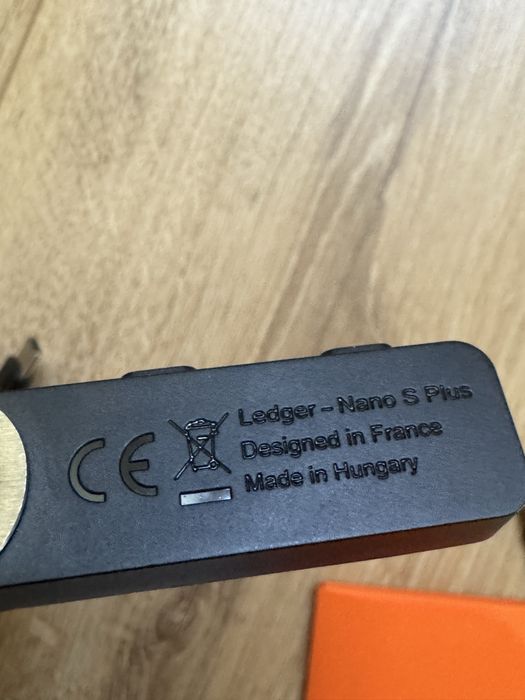 CE
Ledger – Nano S Plus
Designed in France
Made in Hungary